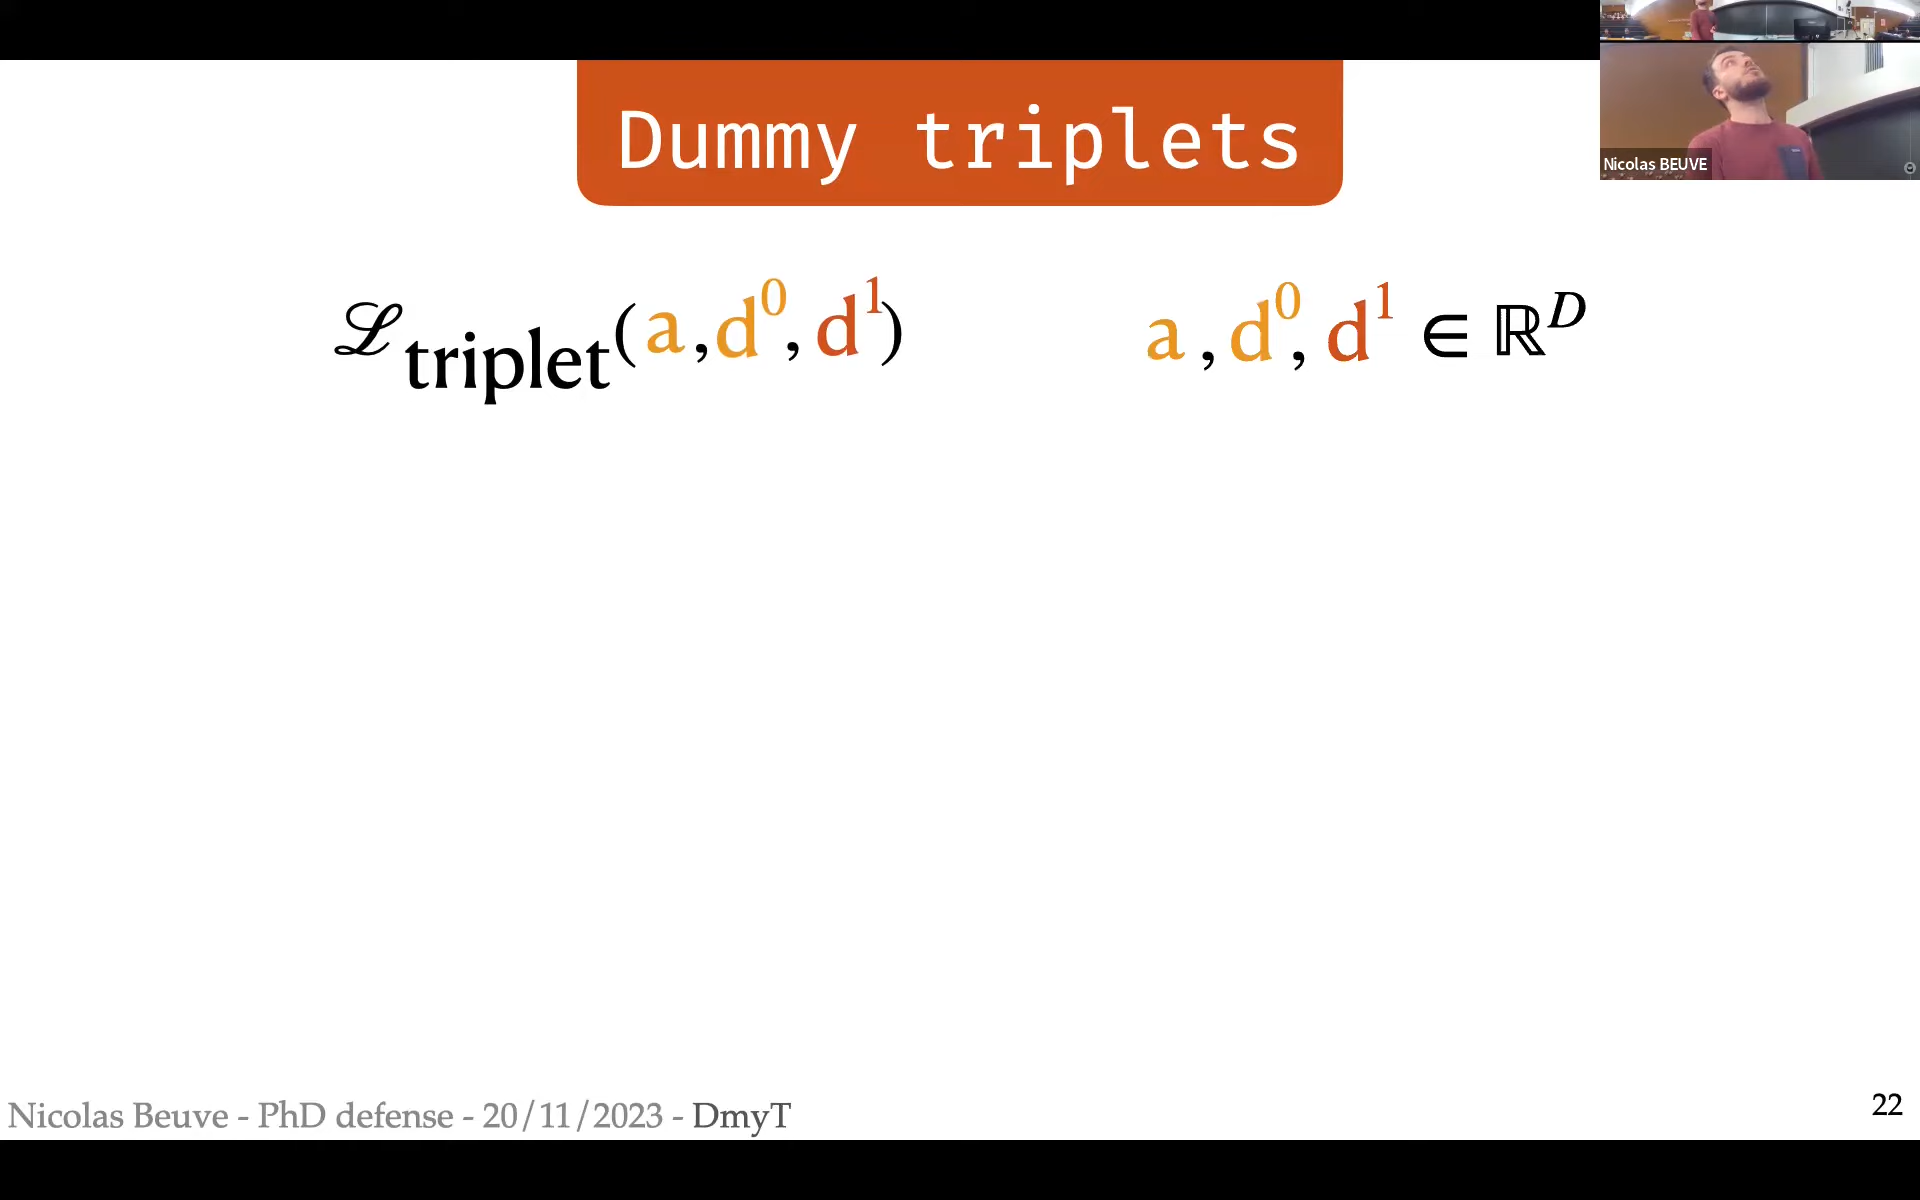 Dummy triplets
Nicolas BEUVE
ℒtriplet(a,d⁰,d¹)
a,d⁰,d¹ ∈ ℝᴰ
Nicolas Beuve - PhD defense - 20/11/2023 - DmyT
22